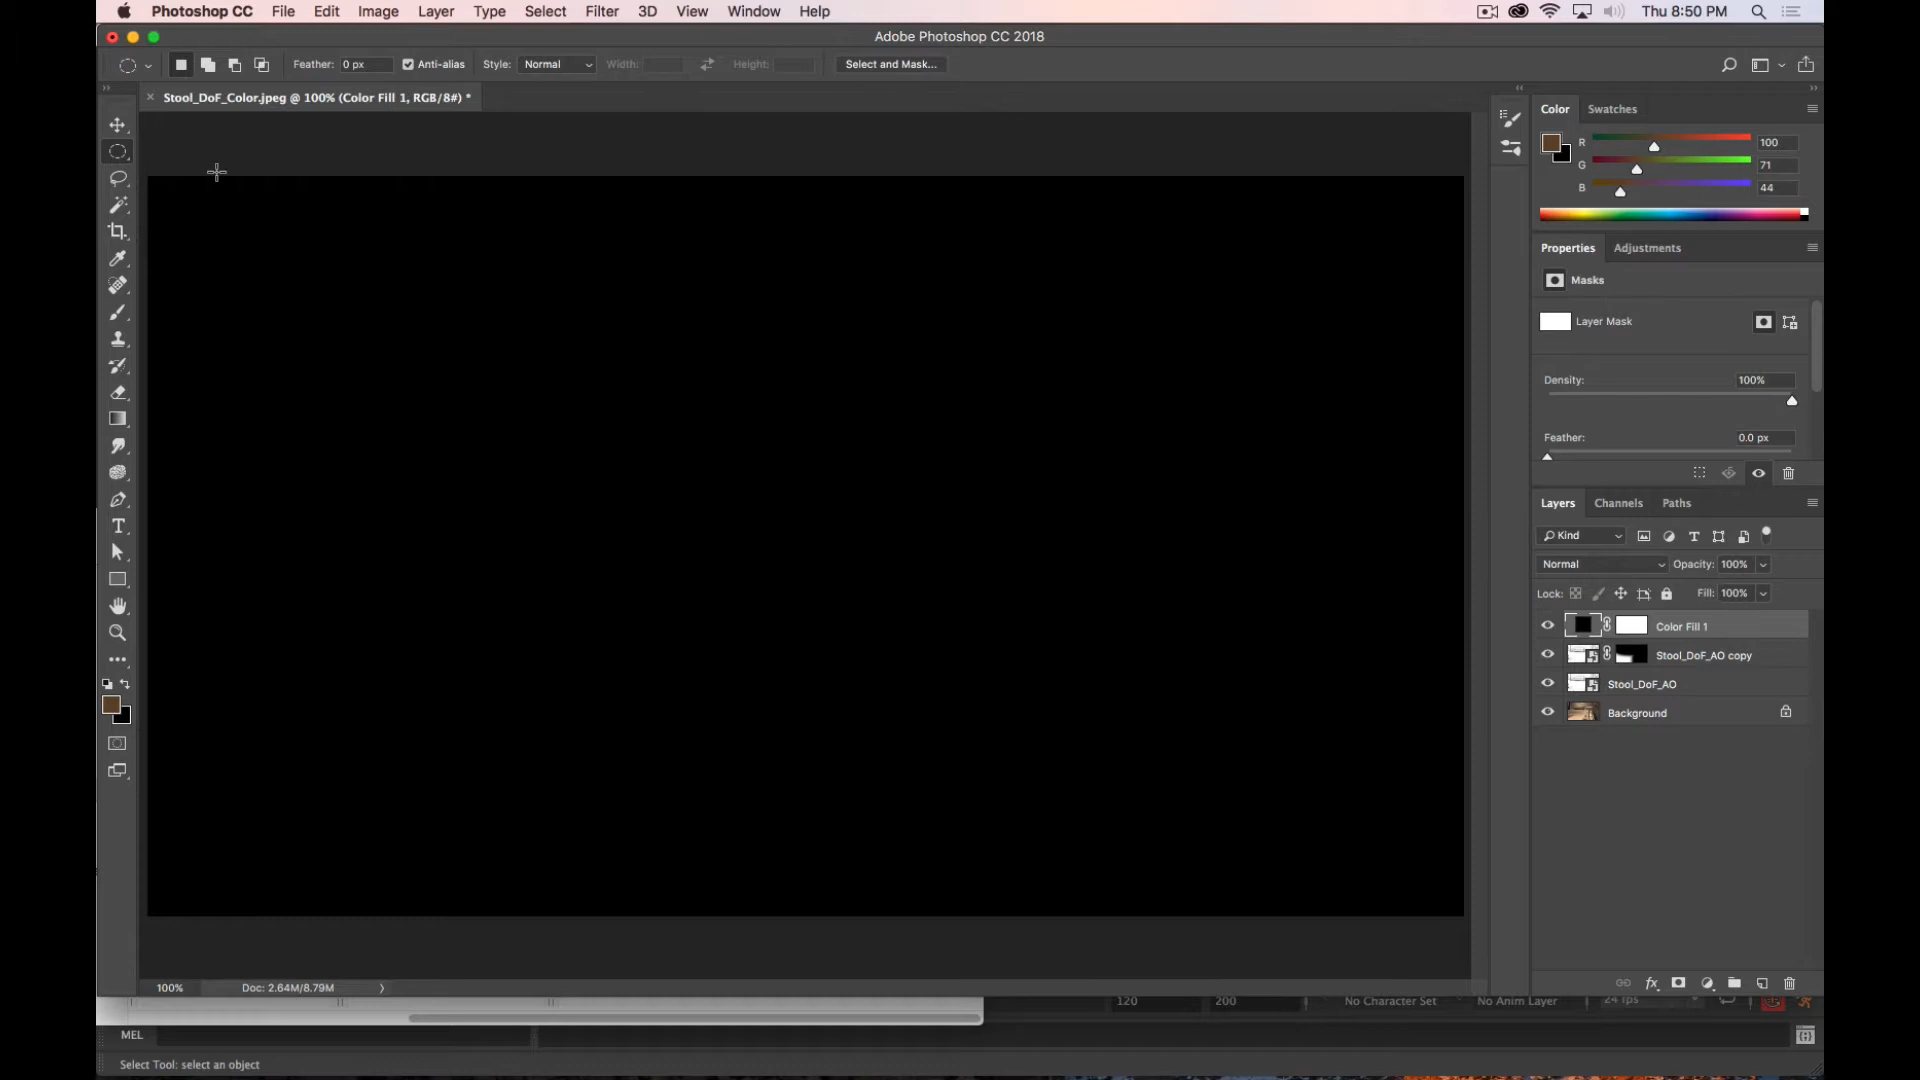 Photoshop CC File Edit Image Layer Type Select Filter 3D View Window Help Thu 8:50 PM
Adobe Photoshop CC 2018
Feather: 0 px Anti-alias Style: Normal Width: Height: Select and Mask...
Stool_DoF_Color.jpeg @ 100% (Color Fill 1, RGB/8#) *
Color Swatches
R 100
G 71
B 44
Properties Adjustments
Masks
Layer Mask
Density: 100%
Feather: 0.0 px
Layers Channels Paths
Kind
Normal Opacity: 100%
Lock: Fill: 100%
Color Fill 1
Stool_DoF_AO copy
Stool_DoF_AO
Background
100% Doc: 2.64M/8.79M
120 200 No Character Set No Anim Layer 24 fps
MEL
Select Tool: select an object